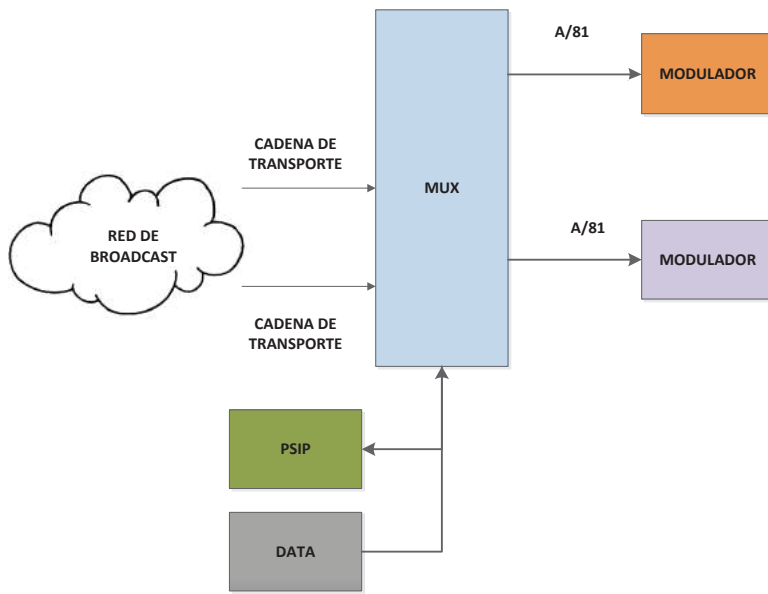 A/81
MODULADOR
CADENA DE
TRANSPORTE
MUX
RED DE
BROADCAST
A/81
MODULADOR
CADENA DE
TRANSPORTE
PSIP
DATA